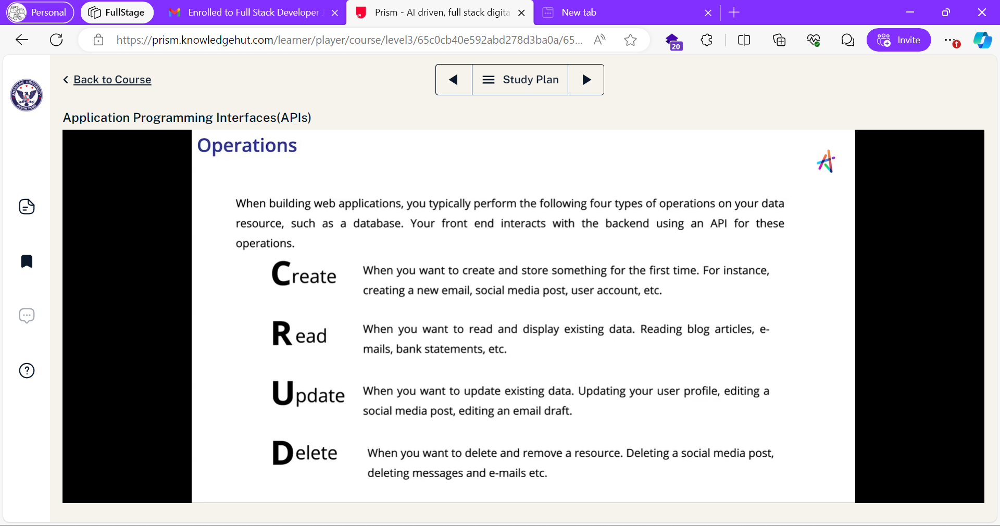 Personal
FullStage
Enrolled to Full Stack Developer
Prism - AI driven, full stack digita
New tab
https://prism.knowledgehut.com/learner/player/course/level3/65c0cb40e592abd278d3ba0a/65...
20
Invite
Back to Course
Study Plan
AMERICAN UNIVERSITY
PHNOM PENH
Application Programming Interfaces(APIs)
Operations
When building web applications, you typically perform the following four types of operations on your data
resource, such as a database. Your front end interacts with the backend using an API for these
operations.
Create
When you want to create and store something for the first time. For instance,
creating a new email, social media post, user account, etc.
Read
When you want to read and display existing data. Reading blog articles, e-
mails, bank statements, etc.
Update
When you want to update existing data. Updating your user profile, editing a
social media post, editing an email draft.
Delete
When you want to delete and remove a resource. Deleting a social media post,
deleting messages and e-mails etc.